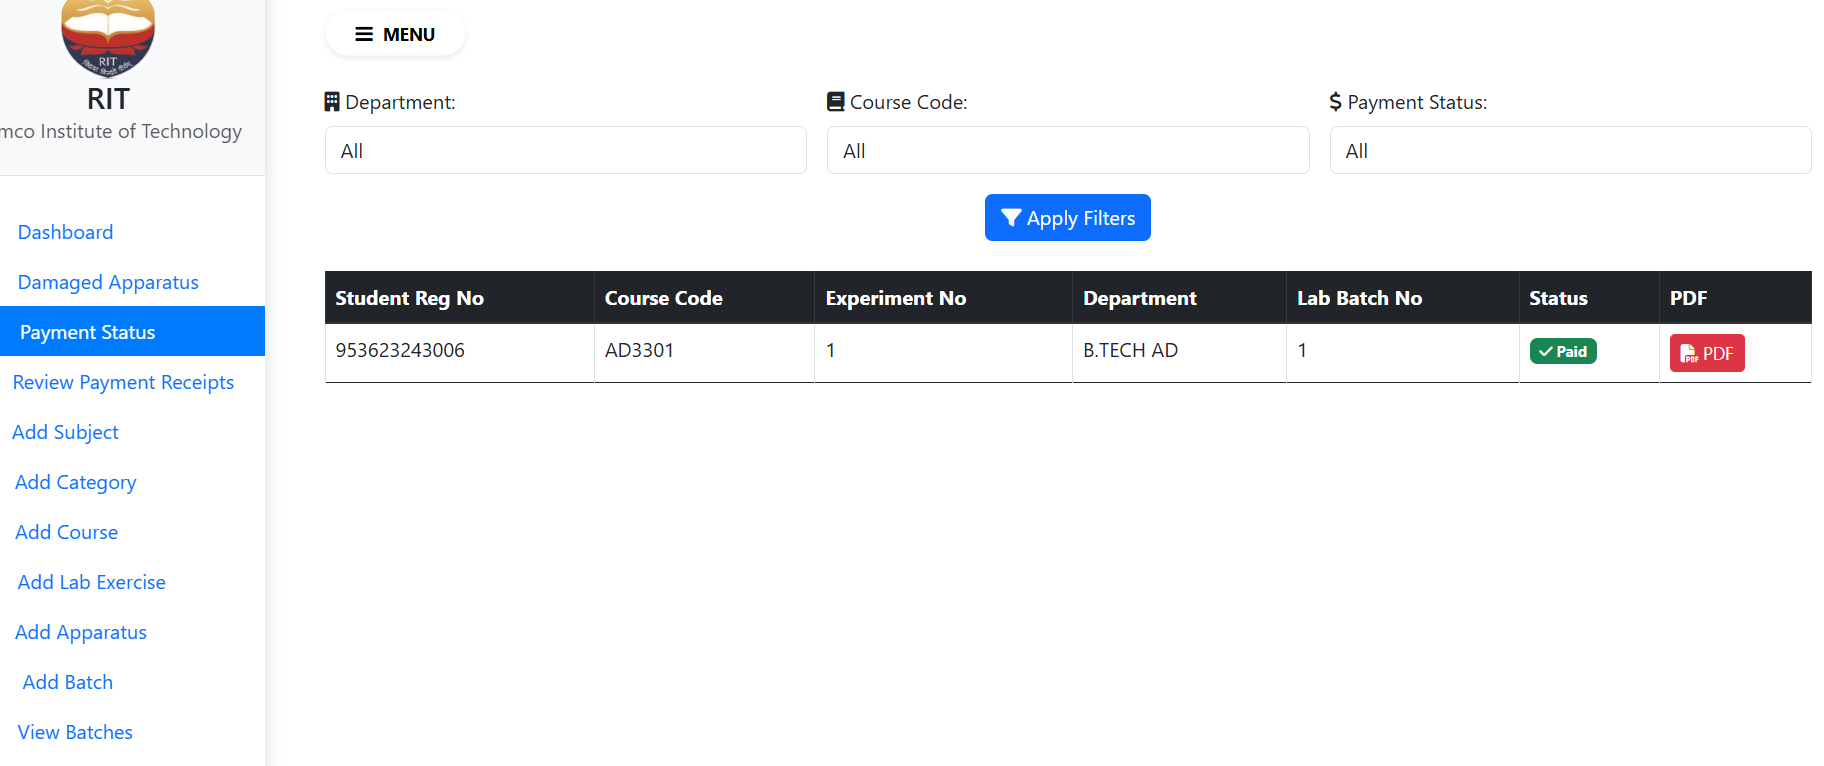 RIT
RIT
mco Institute of Technology
Dashboard
Damaged Apparatus
Payment Status
Review Payment Receipts
Add Subject
Add Category
Add Course
Add Lab Exercise
Add Apparatus
Add Batch
View Batches
MENU
Department: Course Code: $ Payment Status:
All All All
Apply Filters
Student Reg No Course Code Experiment No Department Lab Batch No Status PDF
953623243006 AD3301 1 B.TECH AD 1 Paid PDF